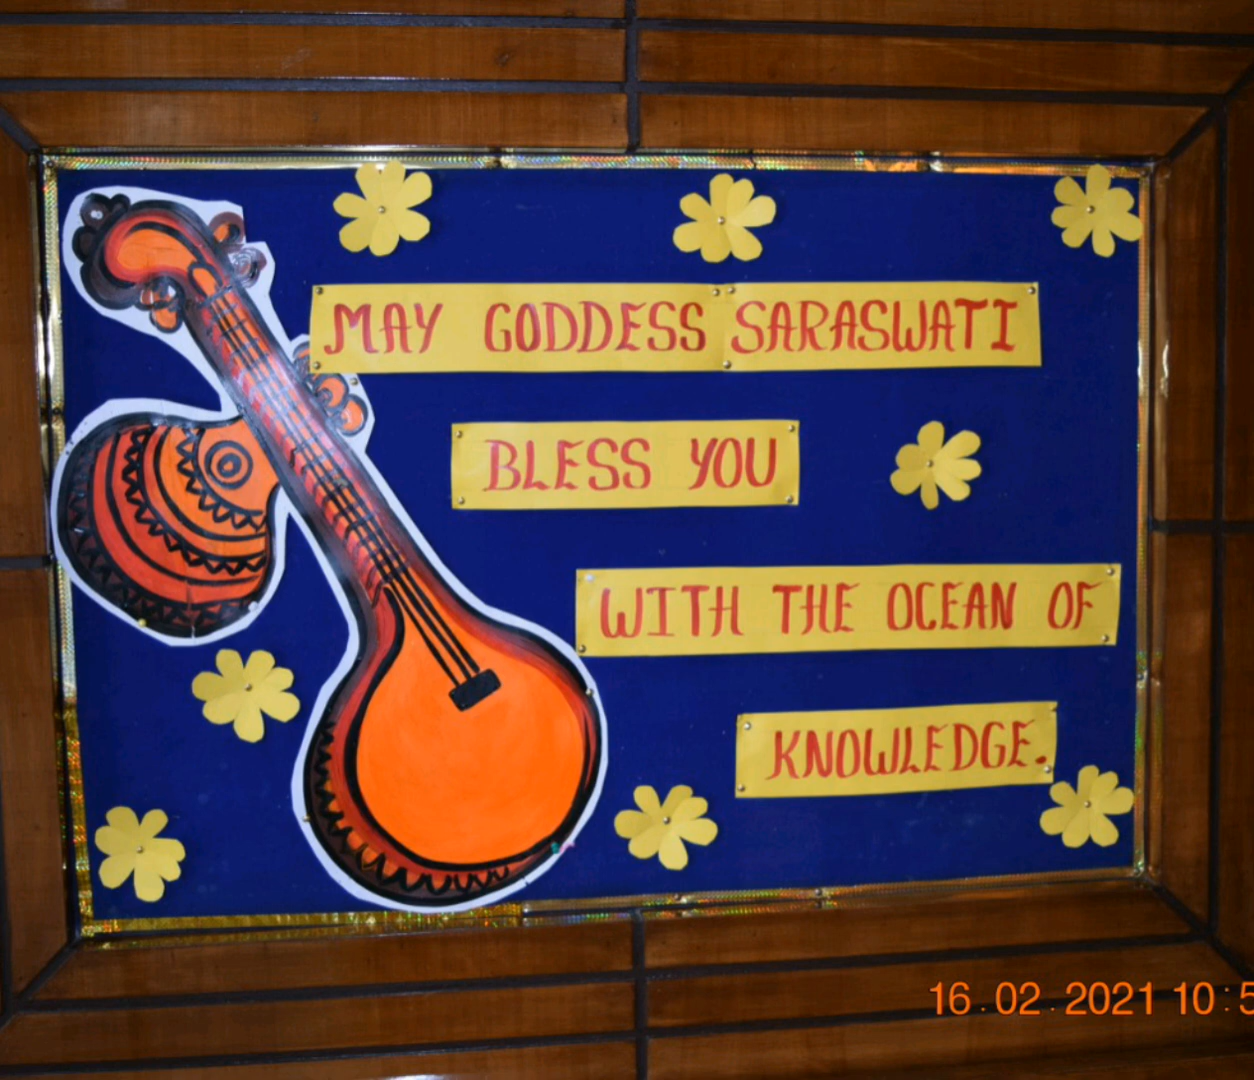 MAY GODDESS SARASWATI
BLESS YOU
WITH THE OCEAN OF
KNOWLEDGE.
16.02.2021 10:5